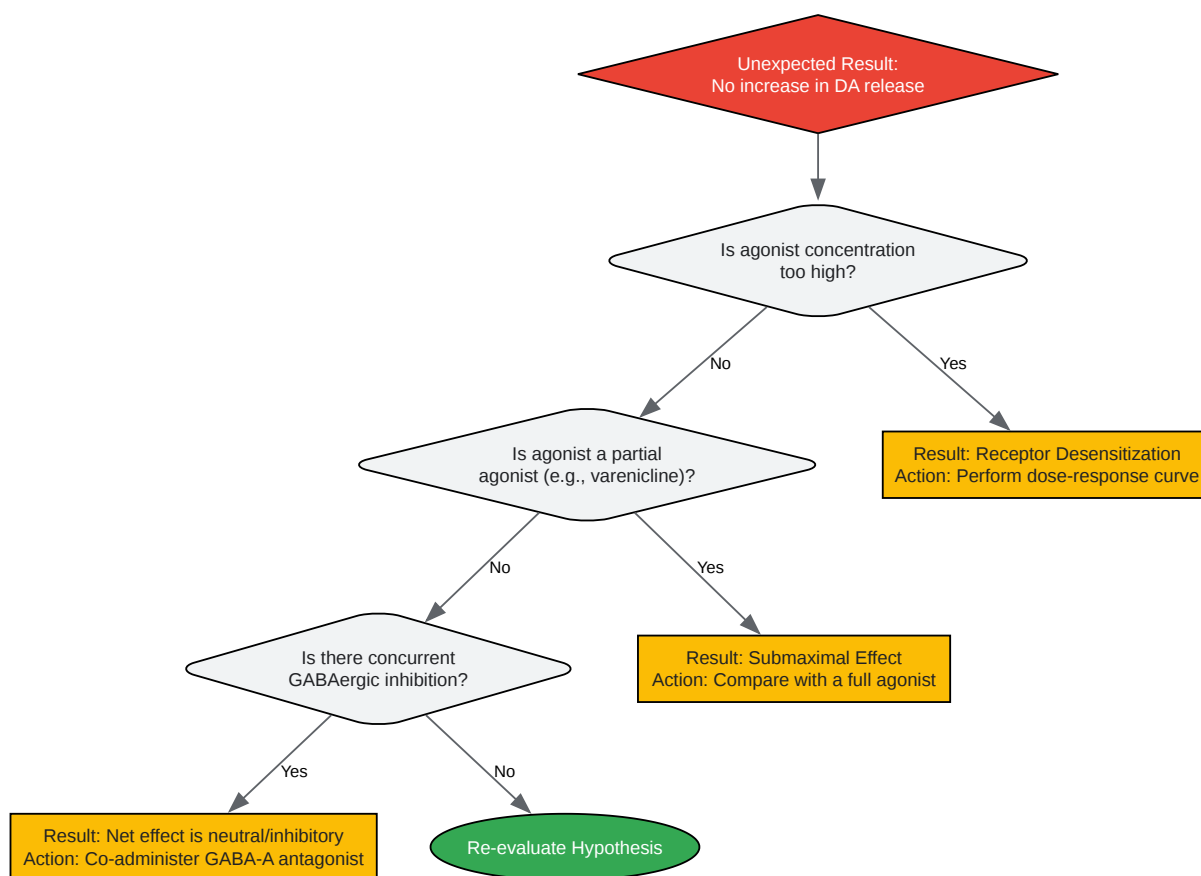 Unexpected Result:
No increase in DA release
Is agonist concentration
too high?
No
Yes
Is agonist a partial
agonist (e.g., varenicline)?
Result: Receptor Desensitization
Action: Perform dose-response curve
No
Yes
Is there concurrent
GABAergic inhibition?
Result: Submaximal Effect
Action: Compare with a full agonist
Yes
No
Result: Net effect is neutral/inhibitory
Action: Co-administer GABA-A antagonist
Re-evaluate Hypothesis